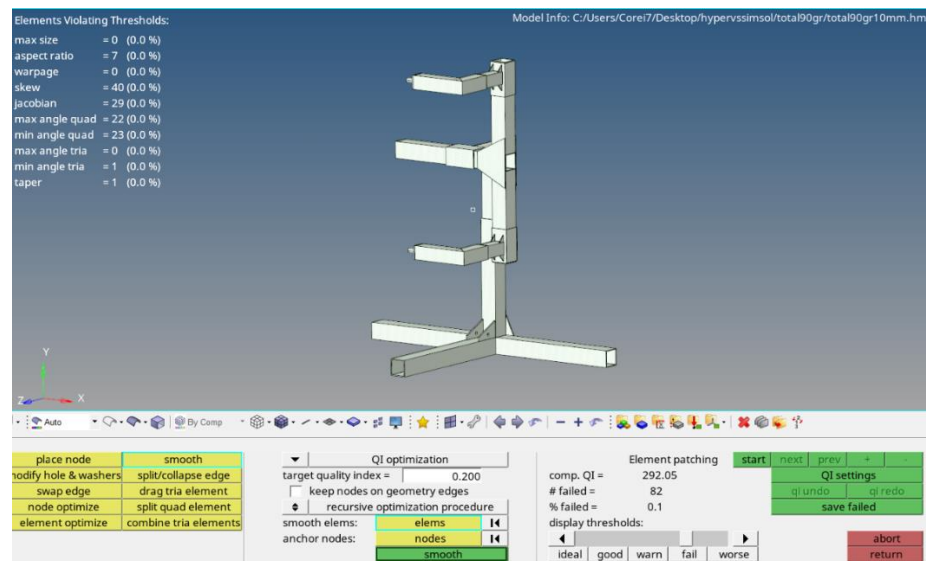 Elements Violating Thresholds:
Model Info: C:/Users/Corei7/Desktop/hypervssimsol/total90gr/total90gr10mm.hm
max size = 0 (0.0 %)
aspect ratio = 7 (0.0 %)
warpage = 0 (0.0 %)
skew = 40 (0.0 %)
jacobian = 29 (0.0 %)
max angle quad = 22 (0.0 %)
min angle quad = 23 (0.0 %)
max angle tria = 0 (0.0 %)
min angle tria = 1 (0.0 %)
taper = 1 (0.0 %)
Y
Z X
Auto By Comp
place node smooth
nodify hole & washers split/collapse edge
swap edge drag tria element
node optimize split quad element
element optimize combine tria elements
QI optimization
target quality index = 0.200
keep nodes on geometry edges
recursive optimization procedure
smooth elems: elems
anchor nodes: nodes
smooth
Element patching start next prev + -
comp. QI = 292.05 QI settings
# failed = 82 qi undo qi redo
% failed = 0.1 save failed
display thresholds:
abort
ideal good warn fail worse return